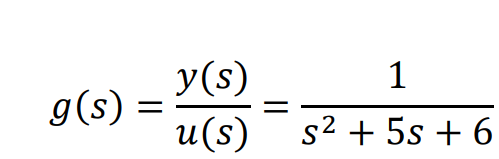 g(s) = y(s)/u(s) = 1/(s² + 5s + 6)